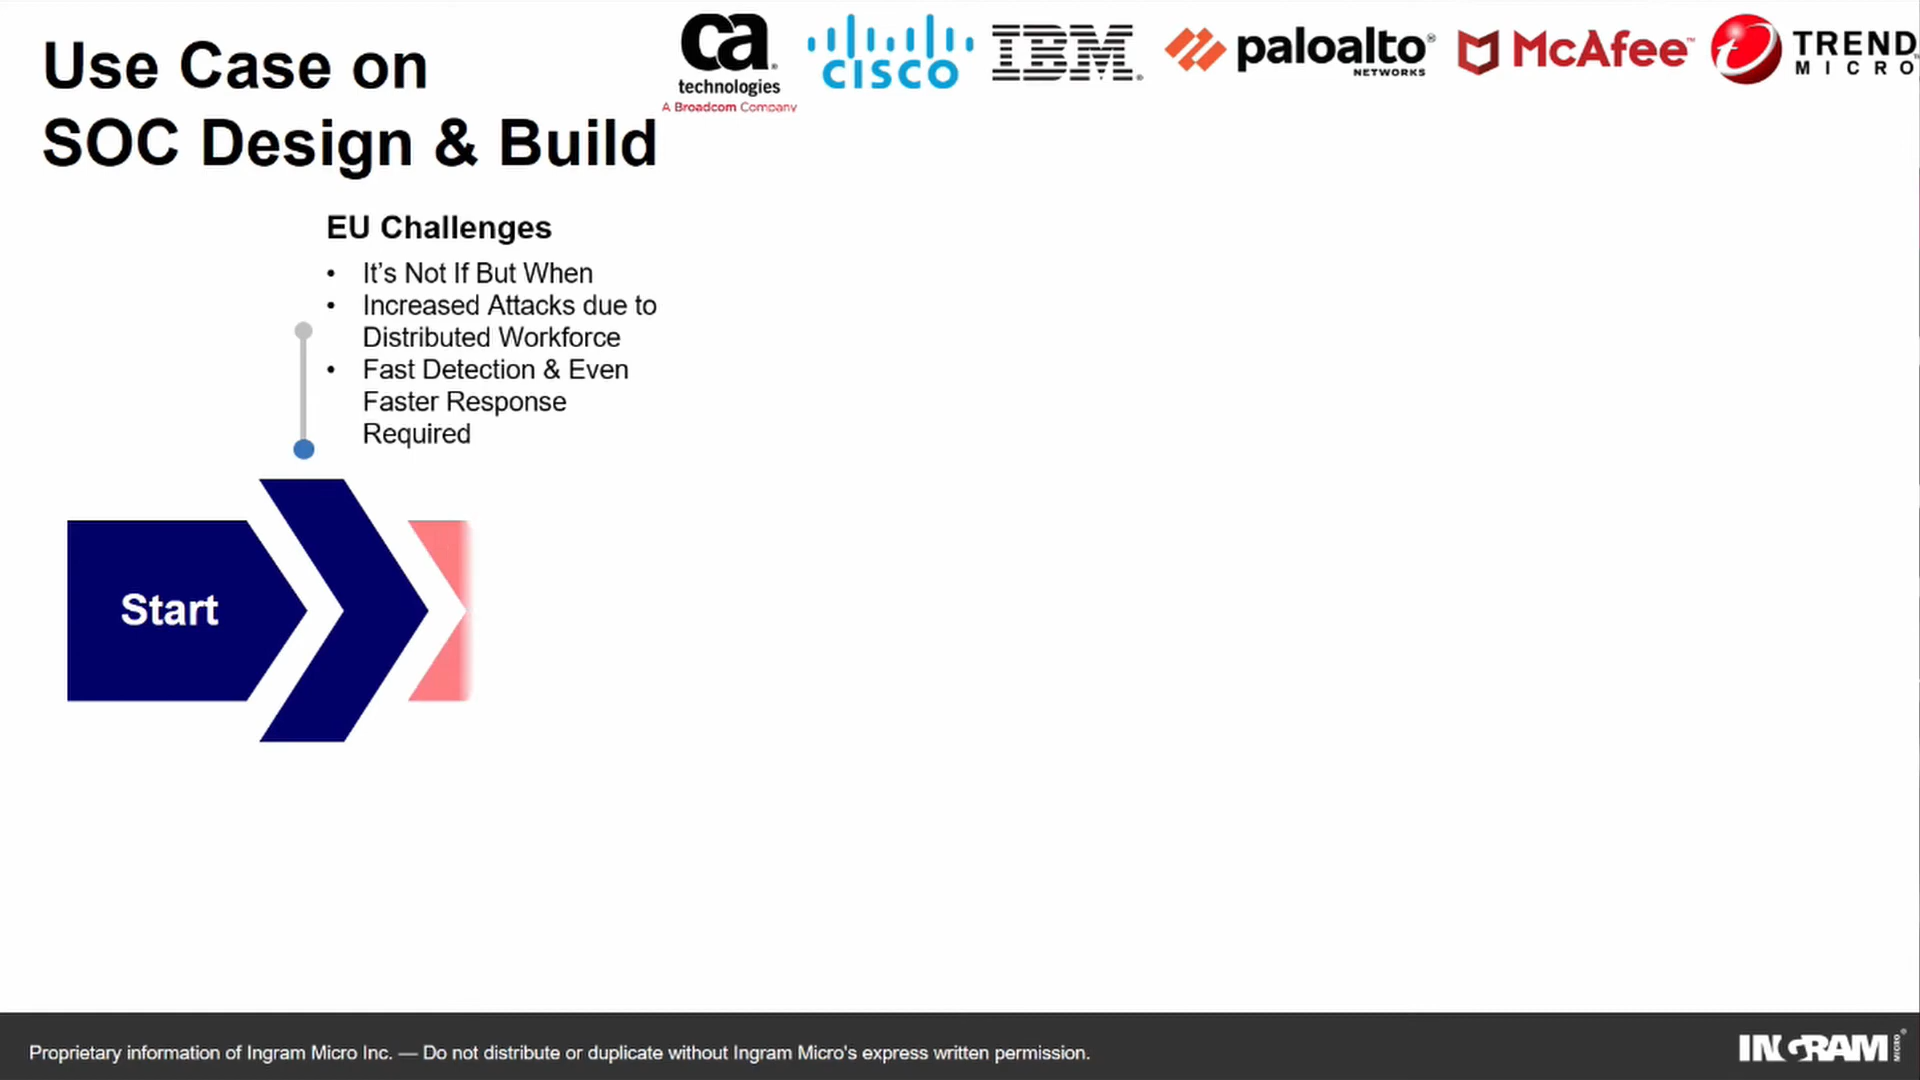 Use Case on
SOC Design & Build
ca
technologies
A Broadcom Company
CISCO
IBM®
paloalto®
NETWORKS
McAfee™
TREND
MICRO
EU Challenges
• It’s Not If But When
• Increased Attacks due to
Distributed Workforce
• Fast Detection & Even
Faster Response
Required
Start
Proprietary information of Ingram Micro Inc. — Do not distribute or duplicate without Ingram Micro's express written permission.
INGRAM MICRO®